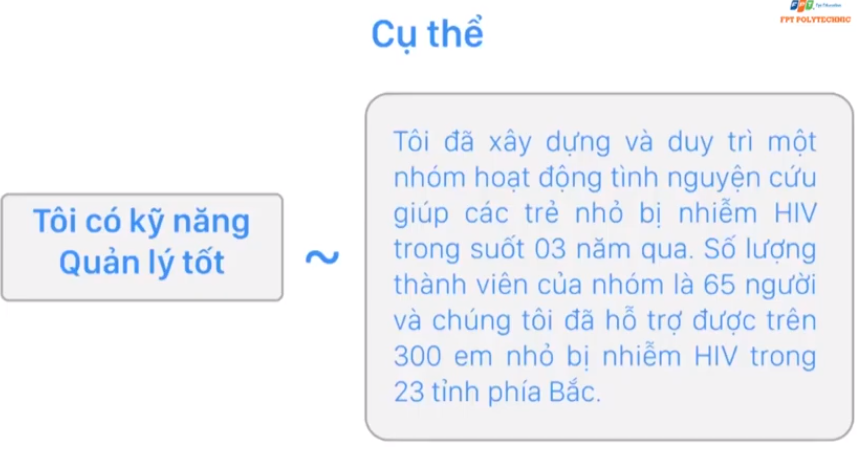 FPT Education
FPT POLYTECHNIC
Cụ thể
Tôi có kỹ năng
Quản lý tốt
~
Tôi đã xây dựng và duy trì một
nhóm hoạt động tình nguyện cứu
giúp các trẻ nhỏ bị nhiễm HIV
trong suốt 03 năm qua. Số lượng
thành viên của nhóm là 65 người
và chúng tôi đã hỗ trợ được trên
300 em nhỏ bị nhiễm HIV trong
23 tỉnh phía Bắc.